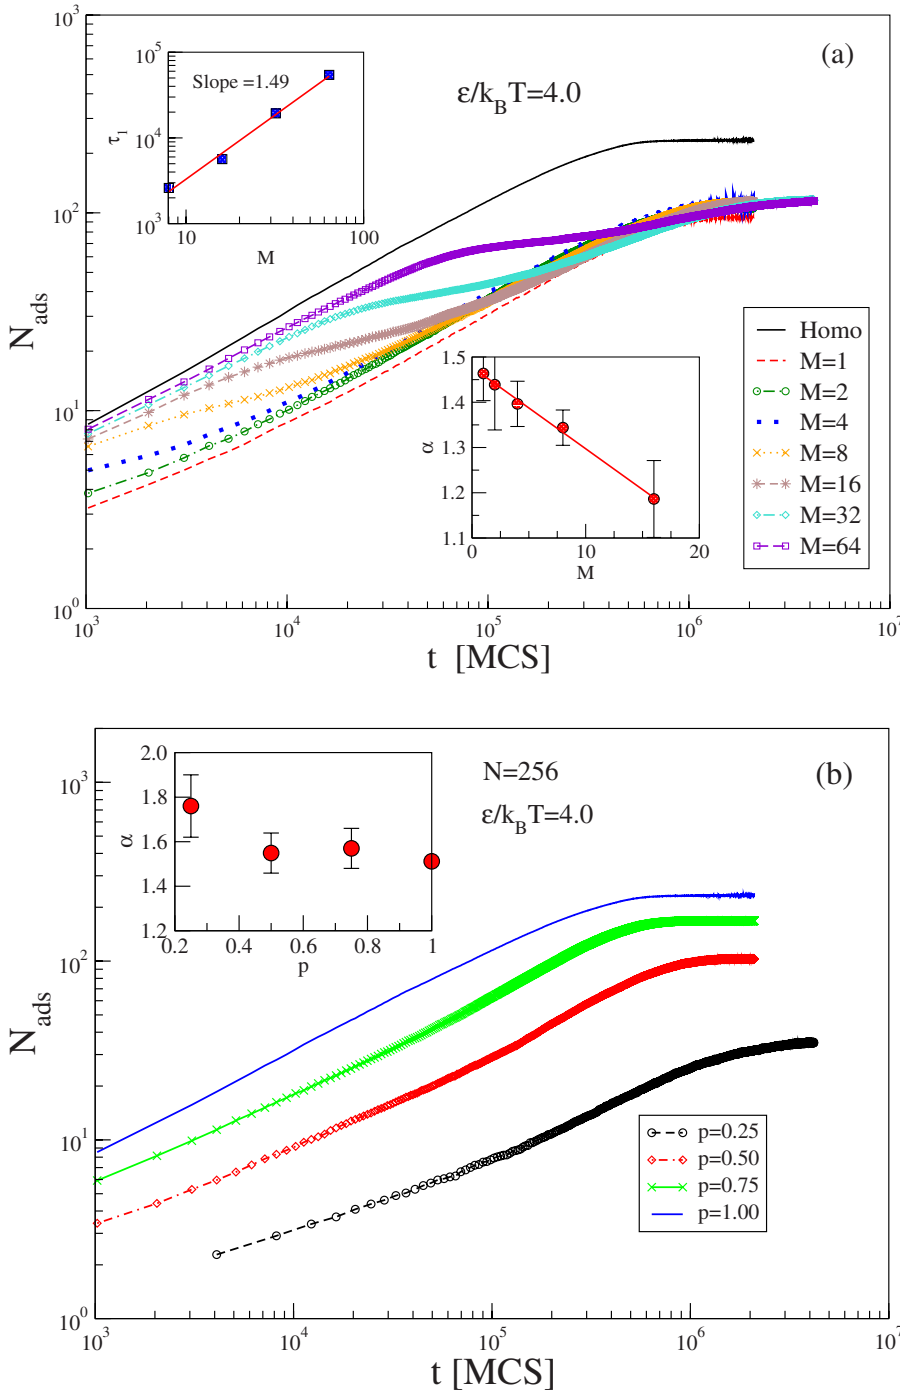 (a)
ε/k_BT=4.0
10^3
10^2
10^1
10^0
N_ads
10^3
10^4
10^5
10^6
10^7
t [MCS]
Slope =1.49
10^5
10^4
10^3
τ_1
10
100
M
1.5
1.4
1.3
1.2
1.1
α
0
10
20
M
Homo
M=1
M=2
M=4
M=8
M=16
M=32
M=64
(b)
N=256
ε/k_BT=4.0
10^3
10^2
10^1
10^0
N_ads
10^3
10^4
10^5
10^6
10^7
t [MCS]
2.0
1.8
1.6
1.4
1.2
α
0.2
0.4
0.6
0.8
1
p
p=0.25
p=0.50
p=0.75
p=1.00